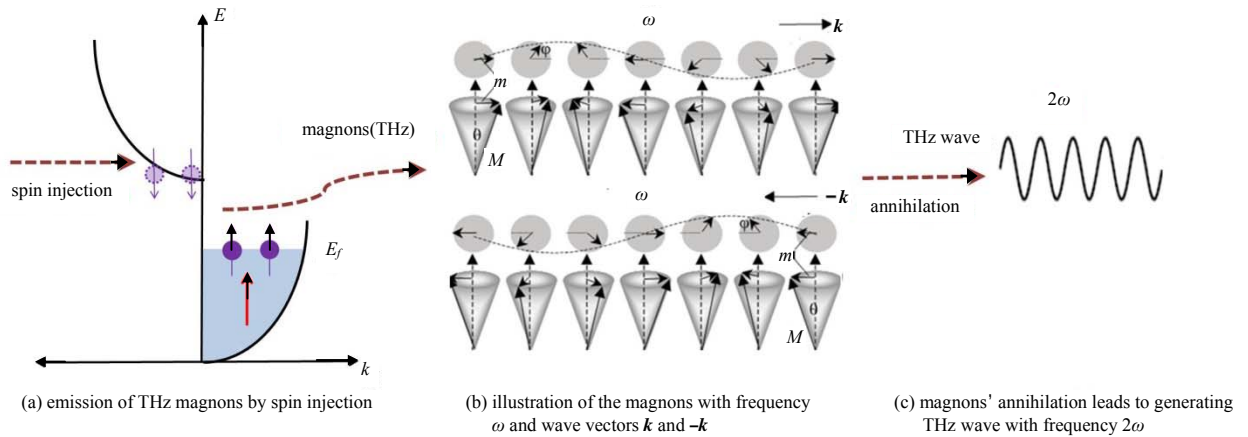 E
spin injection
magnons(THz)
E_f
k
(a) emission of THz magnons by spin injection
ω
k
φ
m
θ
M
ω
–k
φ
m
θ
M
(b) illustration of the magnons with frequency
ω and wave vectors k and –k
2ω
THz wave
annihilation
(c) magnons' annihilation leads to generating
THz wave with frequency 2ω